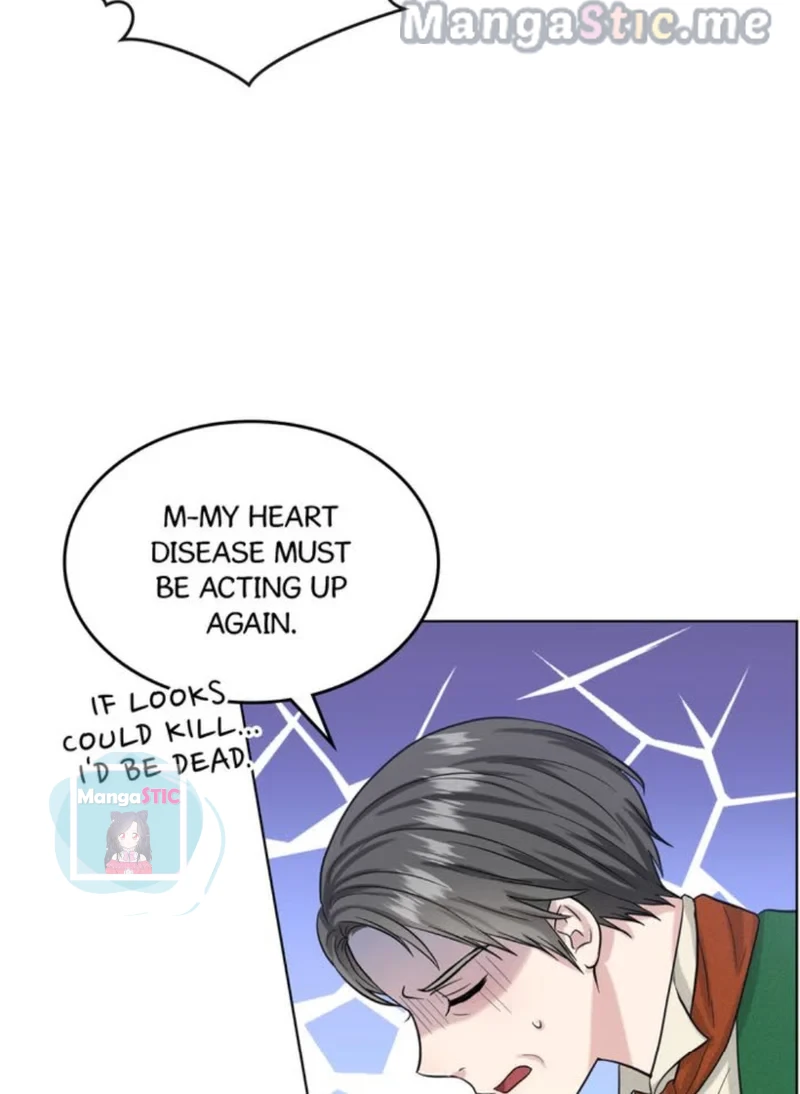 MangaStic.me
M-MY HEART
DISEASE MUST
BE ACTING UP
AGAIN.
IF LOOKS
COULD KILL...
I'D BE DEAD.
MangaSTIC